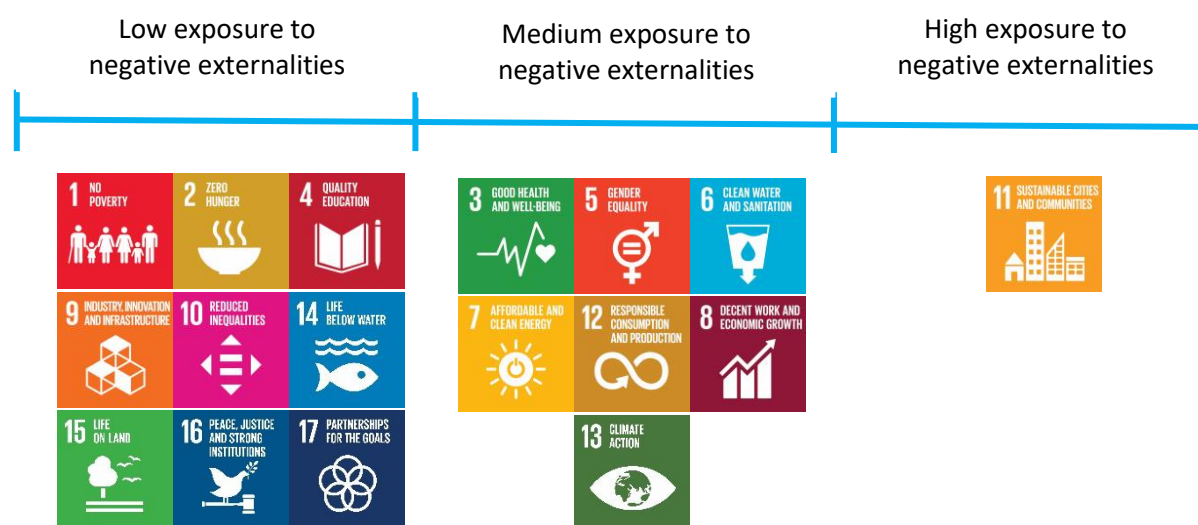 Low exposure to
negative externalities
Medium exposure to
negative externalities
High exposure to
negative externalities
1 NO
POVERTY
2 ZERO
HUNGER
4 QUALITY
EDUCATION
9 INDUSTRY, INNOVATION
AND INFRASTRUCTURE
10 REDUCED
INEQUALITIES
14 LIFE
BELOW WATER
15 LIFE
ON LAND
16 PEACE, JUSTICE
AND STRONG
INSTITUTIONS
17 PARTNERSHIPS
FOR THE GOALS
3 GOOD HEALTH
AND WELL-BEING
5 GENDER
EQUALITY
6 CLEAN WATER
AND SANITATION
7 AFFORDABLE AND
CLEAN ENERGY
12 RESPONSIBLE
CONSUMPTION
AND PRODUCTION
8 DECENT WORK AND
ECONOMIC GROWTH
13 CLIMATE
ACTION
11 SUSTAINABLE CITIES
AND COMMUNITIES